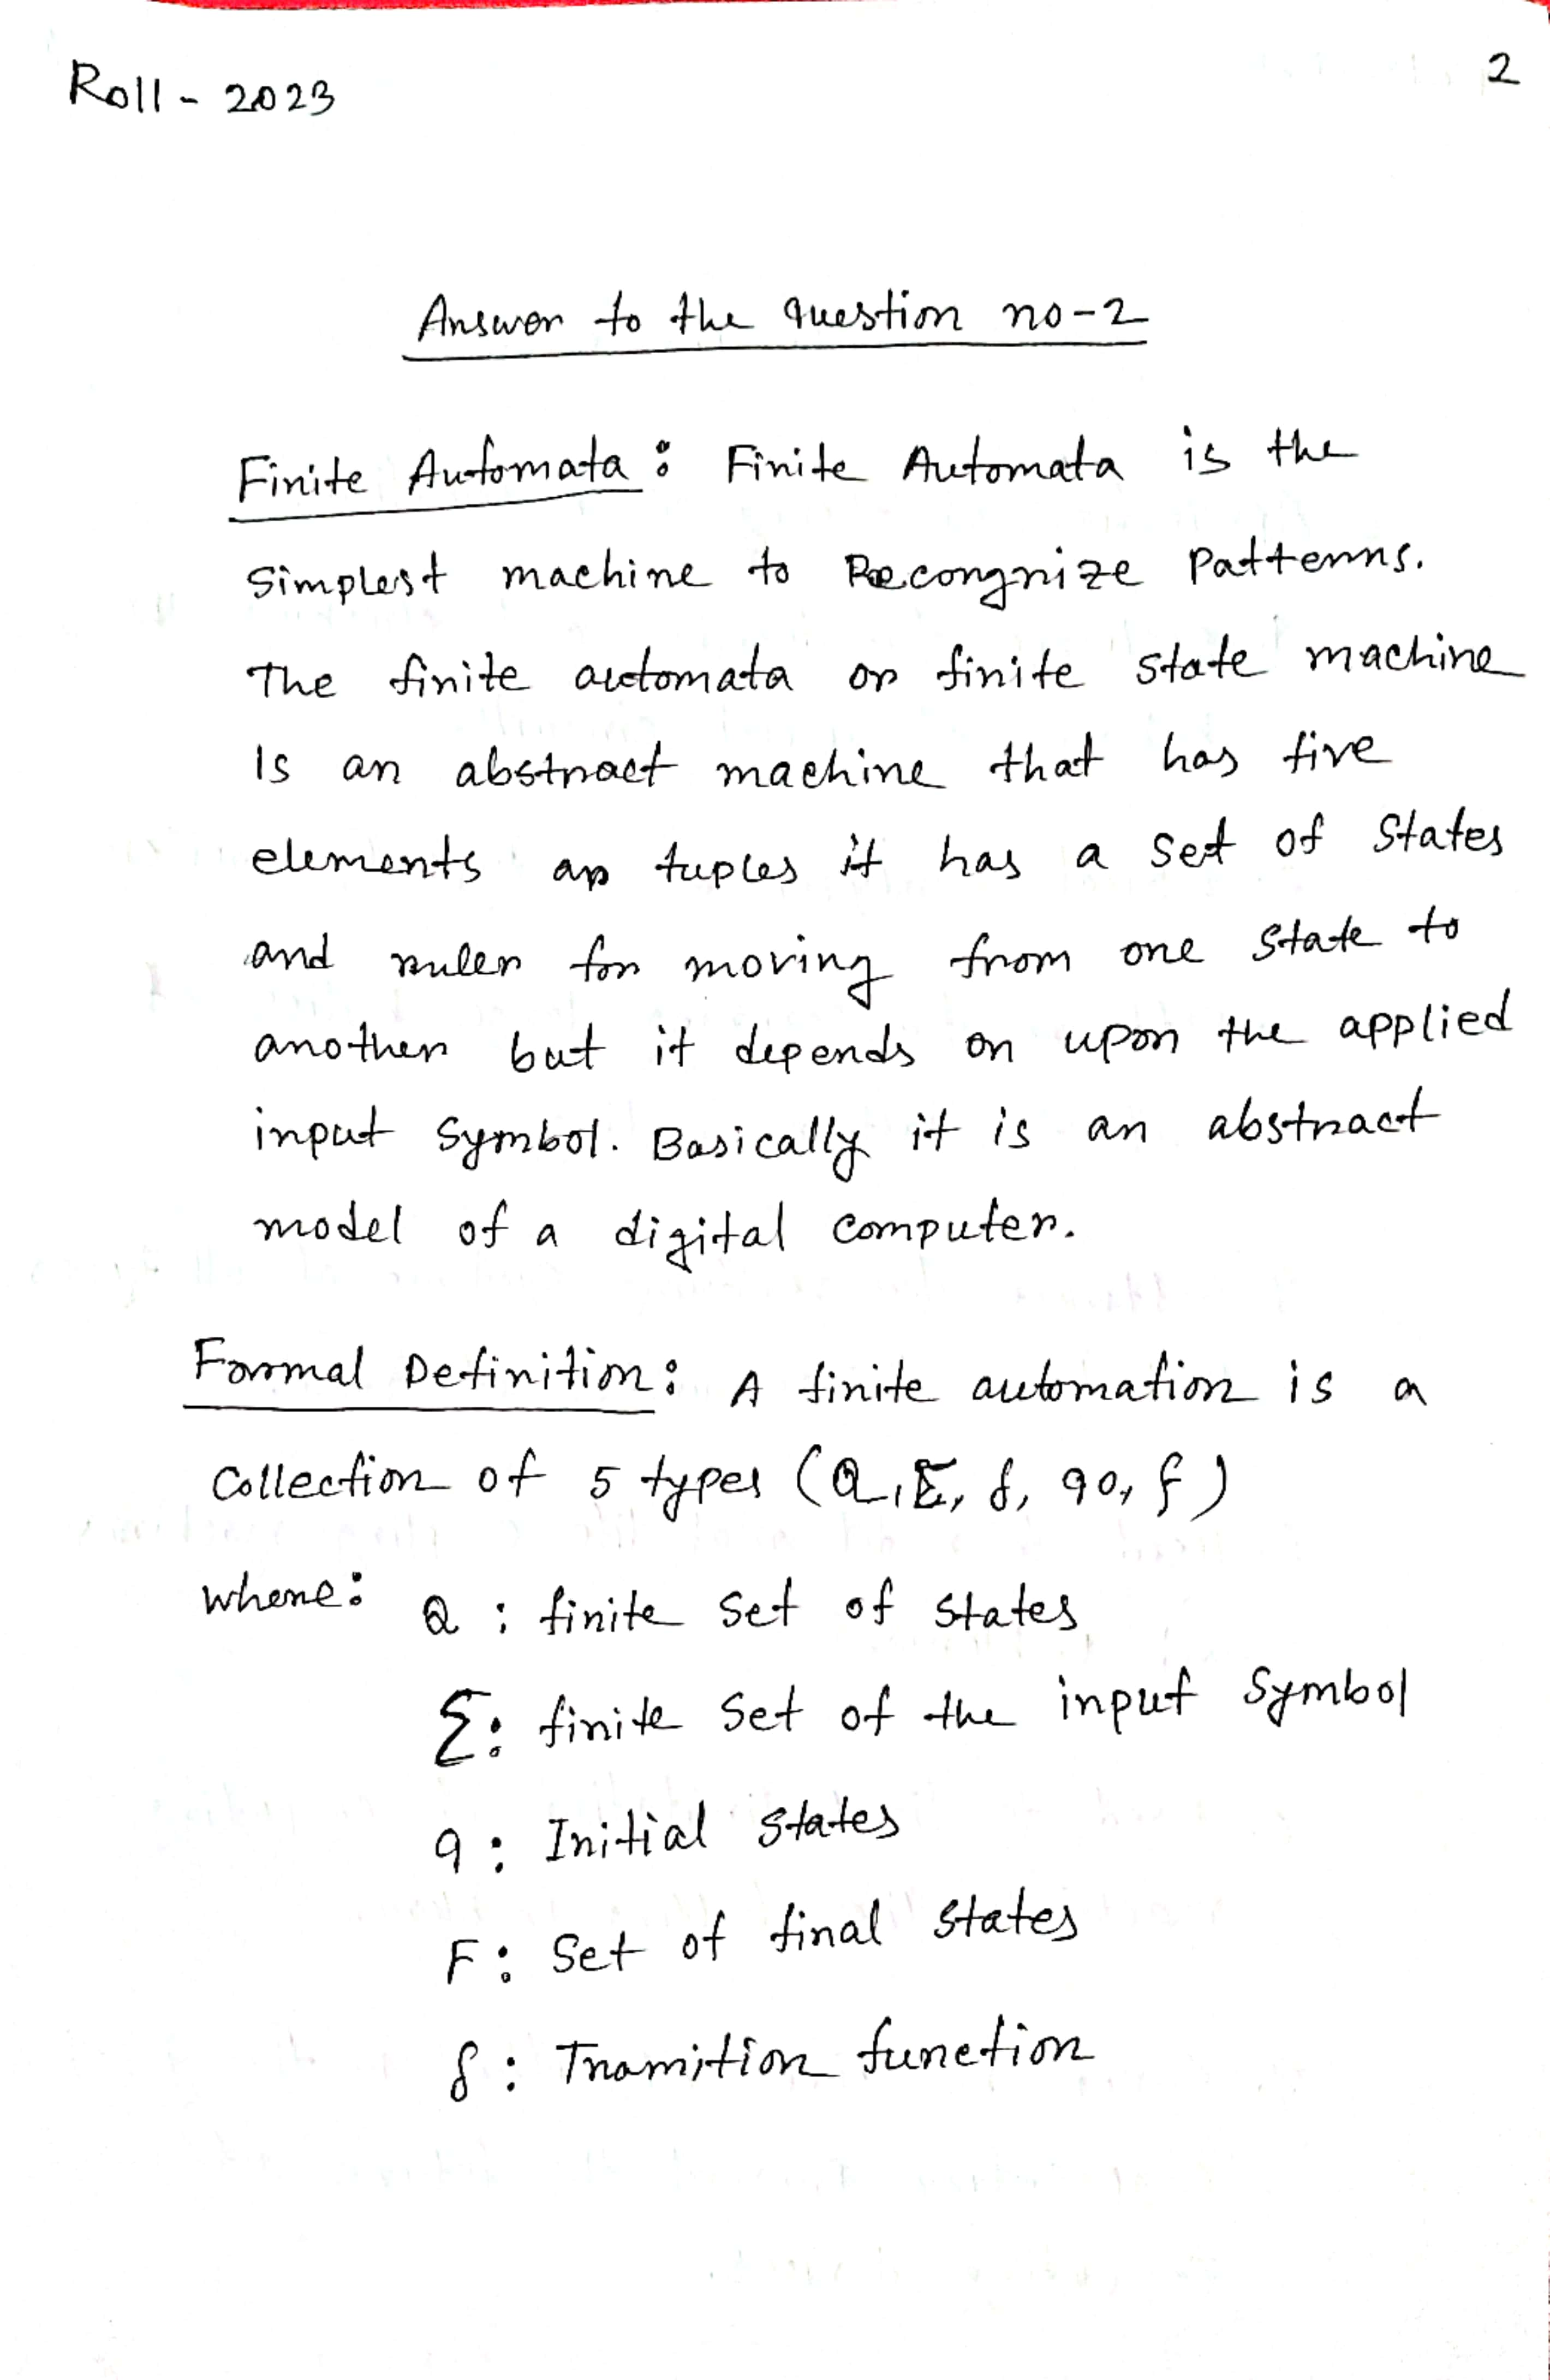 Roll - 2023
2
Answer to the question no-2
Finite Automata: Finite Automata is the
Simplest machine to Recongnize Patterns.
The finite automata or finite state machine
Is an abstract machine that has five
elements ar tuples it has a set of states
and ruler for moving from one state to
another but it depends on upon the applied
input symbol. Basically it is an abstract
model of a digital computer.
Formal Definition: A finite automation is a
Collection of 5 types (Q, Σ, δ, q0, f)
where:
Q : finite set of states
Σ: finite set of the input symbol
q: Initial states
F: Set of final states
δ: Tramition function